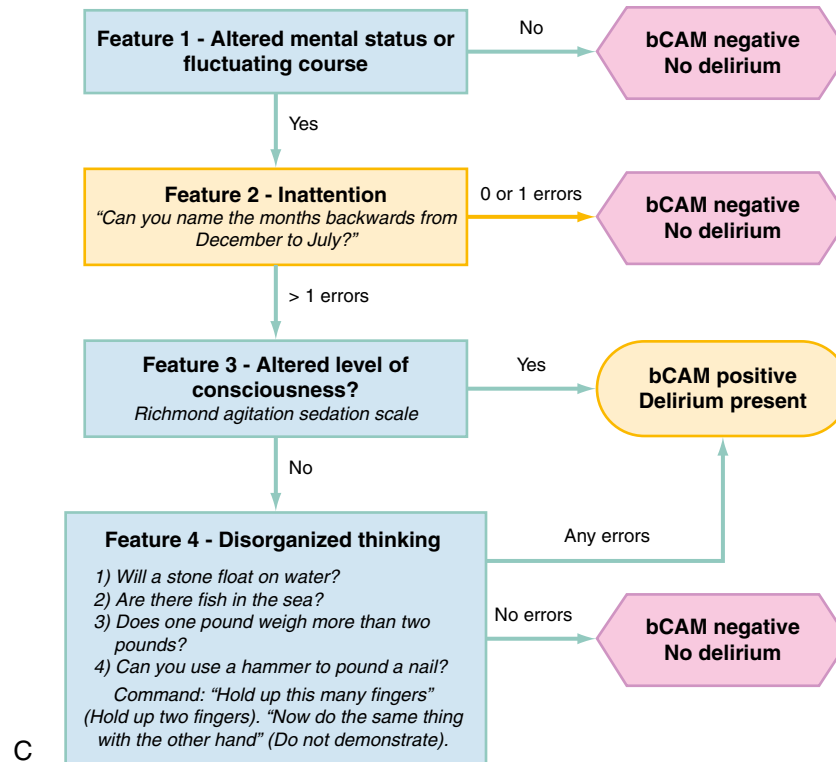 Feature 1 - Altered mental status or
fluctuating course
No
bCAM negative
No delirium
Yes
Feature 2 - Inattention
“Can you name the months backwards from
December to July?”
0 or 1 errors
bCAM negative
No delirium
> 1 errors
Feature 3 - Altered level of
consciousness?
Richmond agitation sedation scale
Yes
bCAM positive
Delirium present
No
Feature 4 - Disorganized thinking
1) Will a stone float on water?
2) Are there fish in the sea?
3) Does one pound weigh more than two
pounds?
4) Can you use a hammer to pound a nail?
Command: “Hold up this many fingers”
(Hold up two fingers). “Now do the same thing
with the other hand” (Do not demonstrate).
Any errors
No errors
bCAM negative
No delirium
C